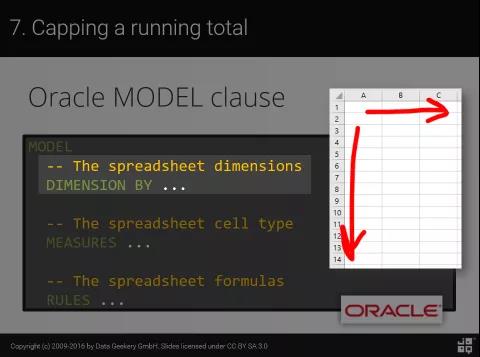 7. Capping a running total
Oracle MODEL clause
MODEL
-- The spreadsheet dimensions
DIMENSION BY ...
-- The spreadsheet cell type
MEASURES ...
-- The spreadsheet formulas
RULES ...
A B C
1
2
3
4
5
6
7
8
9
10
11
12
13
14
ORACLE
Copyright (c) 2009-2016 by Data Geekery GmbH. Slides licensed under CC BY SA 3.0